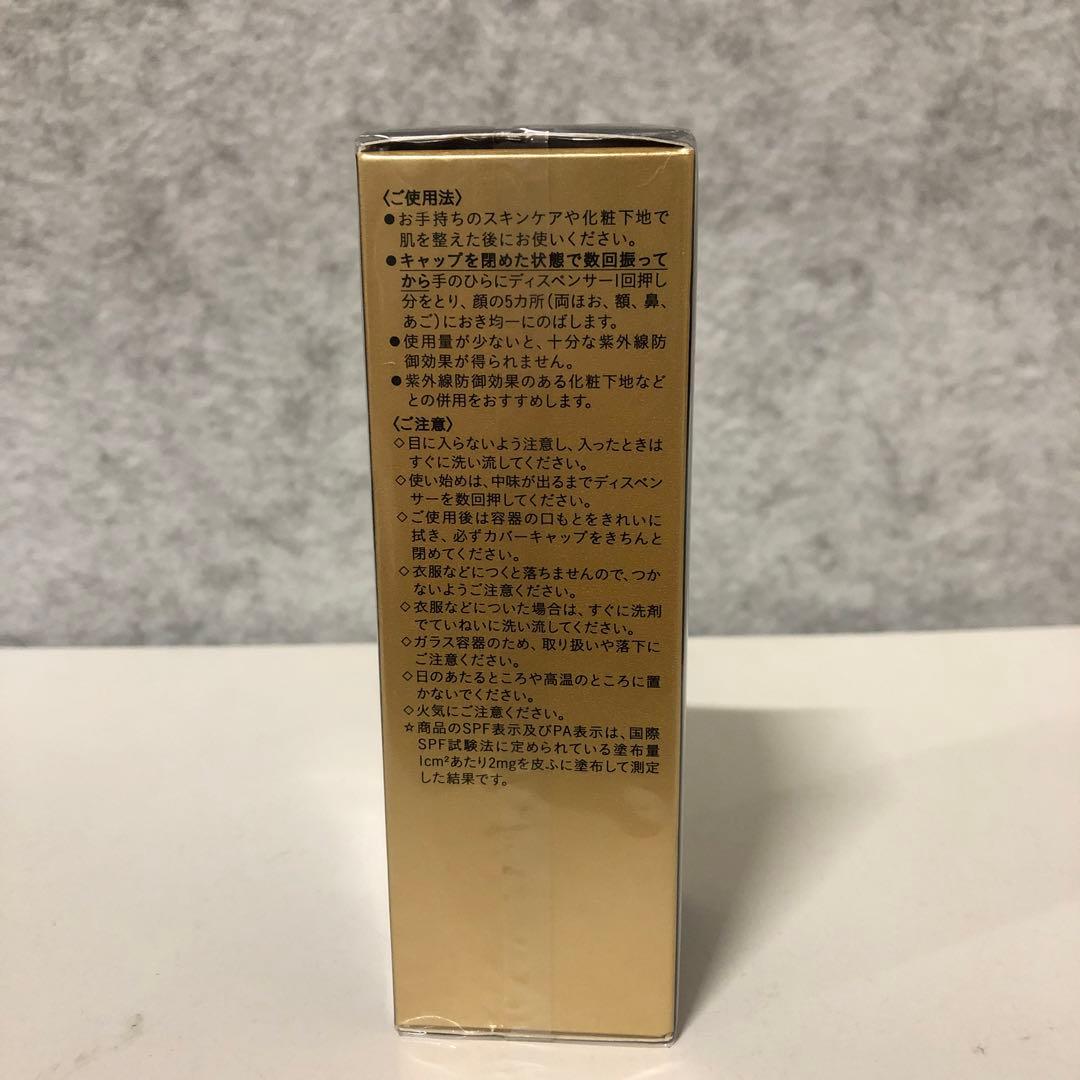 〈ご使用法〉
●お手持ちのスキンケアや化粧下地で
肌を整えた後にお使いください。
●キャップを閉めた状態で数回振って
から手のひらにディスペンサー1回押し
分をとり、顔の5カ所(両ほお、額、鼻、
あご)におき均一にのばします。
●使用量が少ないと、十分な紫外線防
御効果が得られません。
●紫外線防御効果のある化粧下地など
との併用をおすすめします。
〈ご注意〉
◇目に入らないよう注意し、入ったときは
すぐに洗い流してください。
◇使い始めは、中味が出るまでディスペン
サーを数回押してください。
◇ご使用後は容器の口もとをきれいに
拭き、必ずカバーキャップをきちんと
閉めてください。
◇衣服などにつくと落ちませんので、つか
ないようご注意ください。
◇衣服などについた場合は、すぐに洗剤
でていねいに洗い流してください。
◇ガラス容器のため、取り扱いや落下に
ご注意ください。
◇日のあたるところや高温のところに置
かないでください。
◇火気にご注意ください。
☆商品のSPF表示及びPA表示は、国際
SPF試験法に定められている塗布量
1cm²あたり2mgを皮ふに塗布して測定
した結果です。